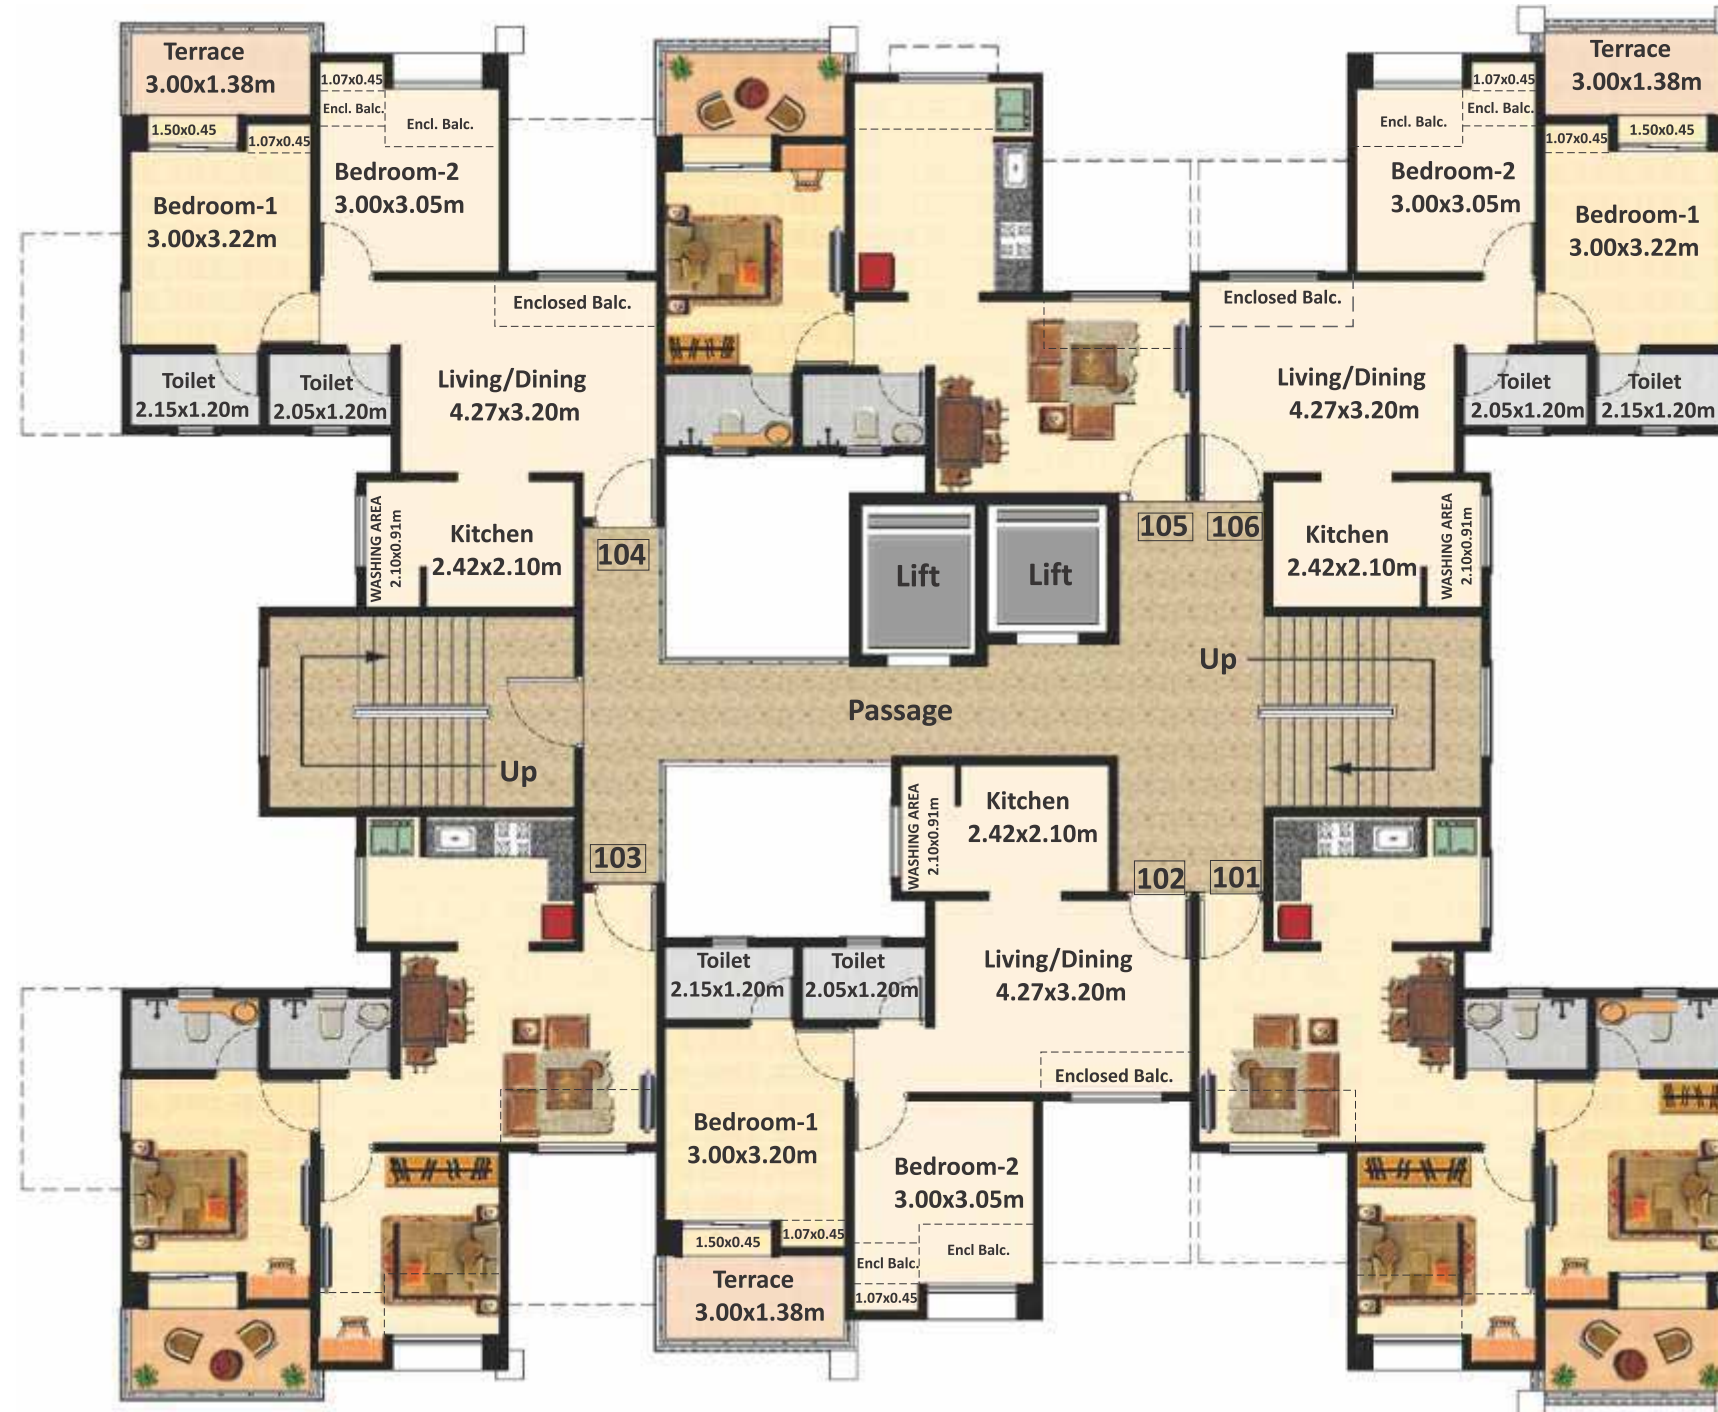 Terrace
3.00x1.38m
1.50x0.45
1.07x0.45
Bedroom-1
3.00x3.22m
Toilet
2.15x1.20m
Toilet
2.05x1.20m
1.07x0.45
Encl. Balc.
Encl. Balc.
Bedroom-2
3.00x3.05m
Enclosed Balc.
Living/Dining
4.27x3.20m
WASHING AREA
2.10x0.91m
Kitchen
2.42x2.10m
104
1.07x0.45
Encl. Balc.
Encl. Balc.
Bedroom-2
3.00x3.05m
Terrace
3.00x1.38m
1.07x0.45
1.50x0.45
Bedroom-1
3.00x3.22m
Enclosed Balc.
Living/Dining
4.27x3.20m
Toilet
2.05x1.20m
Toilet
2.15x1.20m
105
106
Kitchen
2.42x2.10m
WASHING AREA
2.10x0.91m
Lift
Lift
Up
Passage
Up
103
WASHING AREA
2.10x0.91m
Kitchen
2.42x2.10m
102
101
Toilet
2.15x1.20m
Toilet
2.05x1.20m
Living/Dining
4.27x3.20m
Enclosed Balc.
Bedroom-1
3.00x3.20m
Bedroom-2
3.00x3.05m
1.50x0.45
1.07x0.45
Encl Balc.
Encl Balc.
1.07x0.45
Terrace
3.00x1.38m